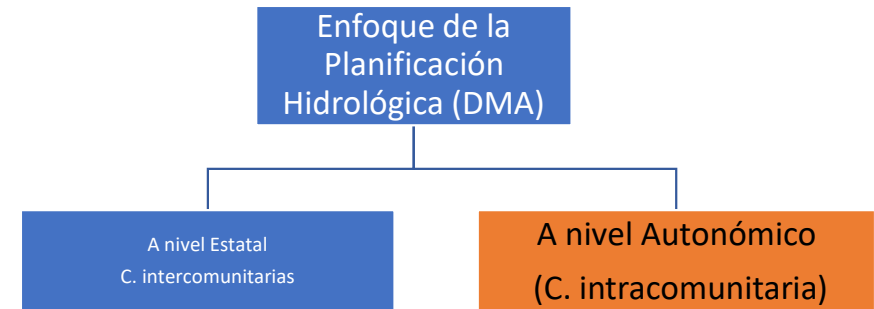 Enfoque de la
Planificación
Hidrológica (DMA)
A nivel Estatal
C. intercomunitarias
A nivel Autonómico
(C. intracomunitaria)